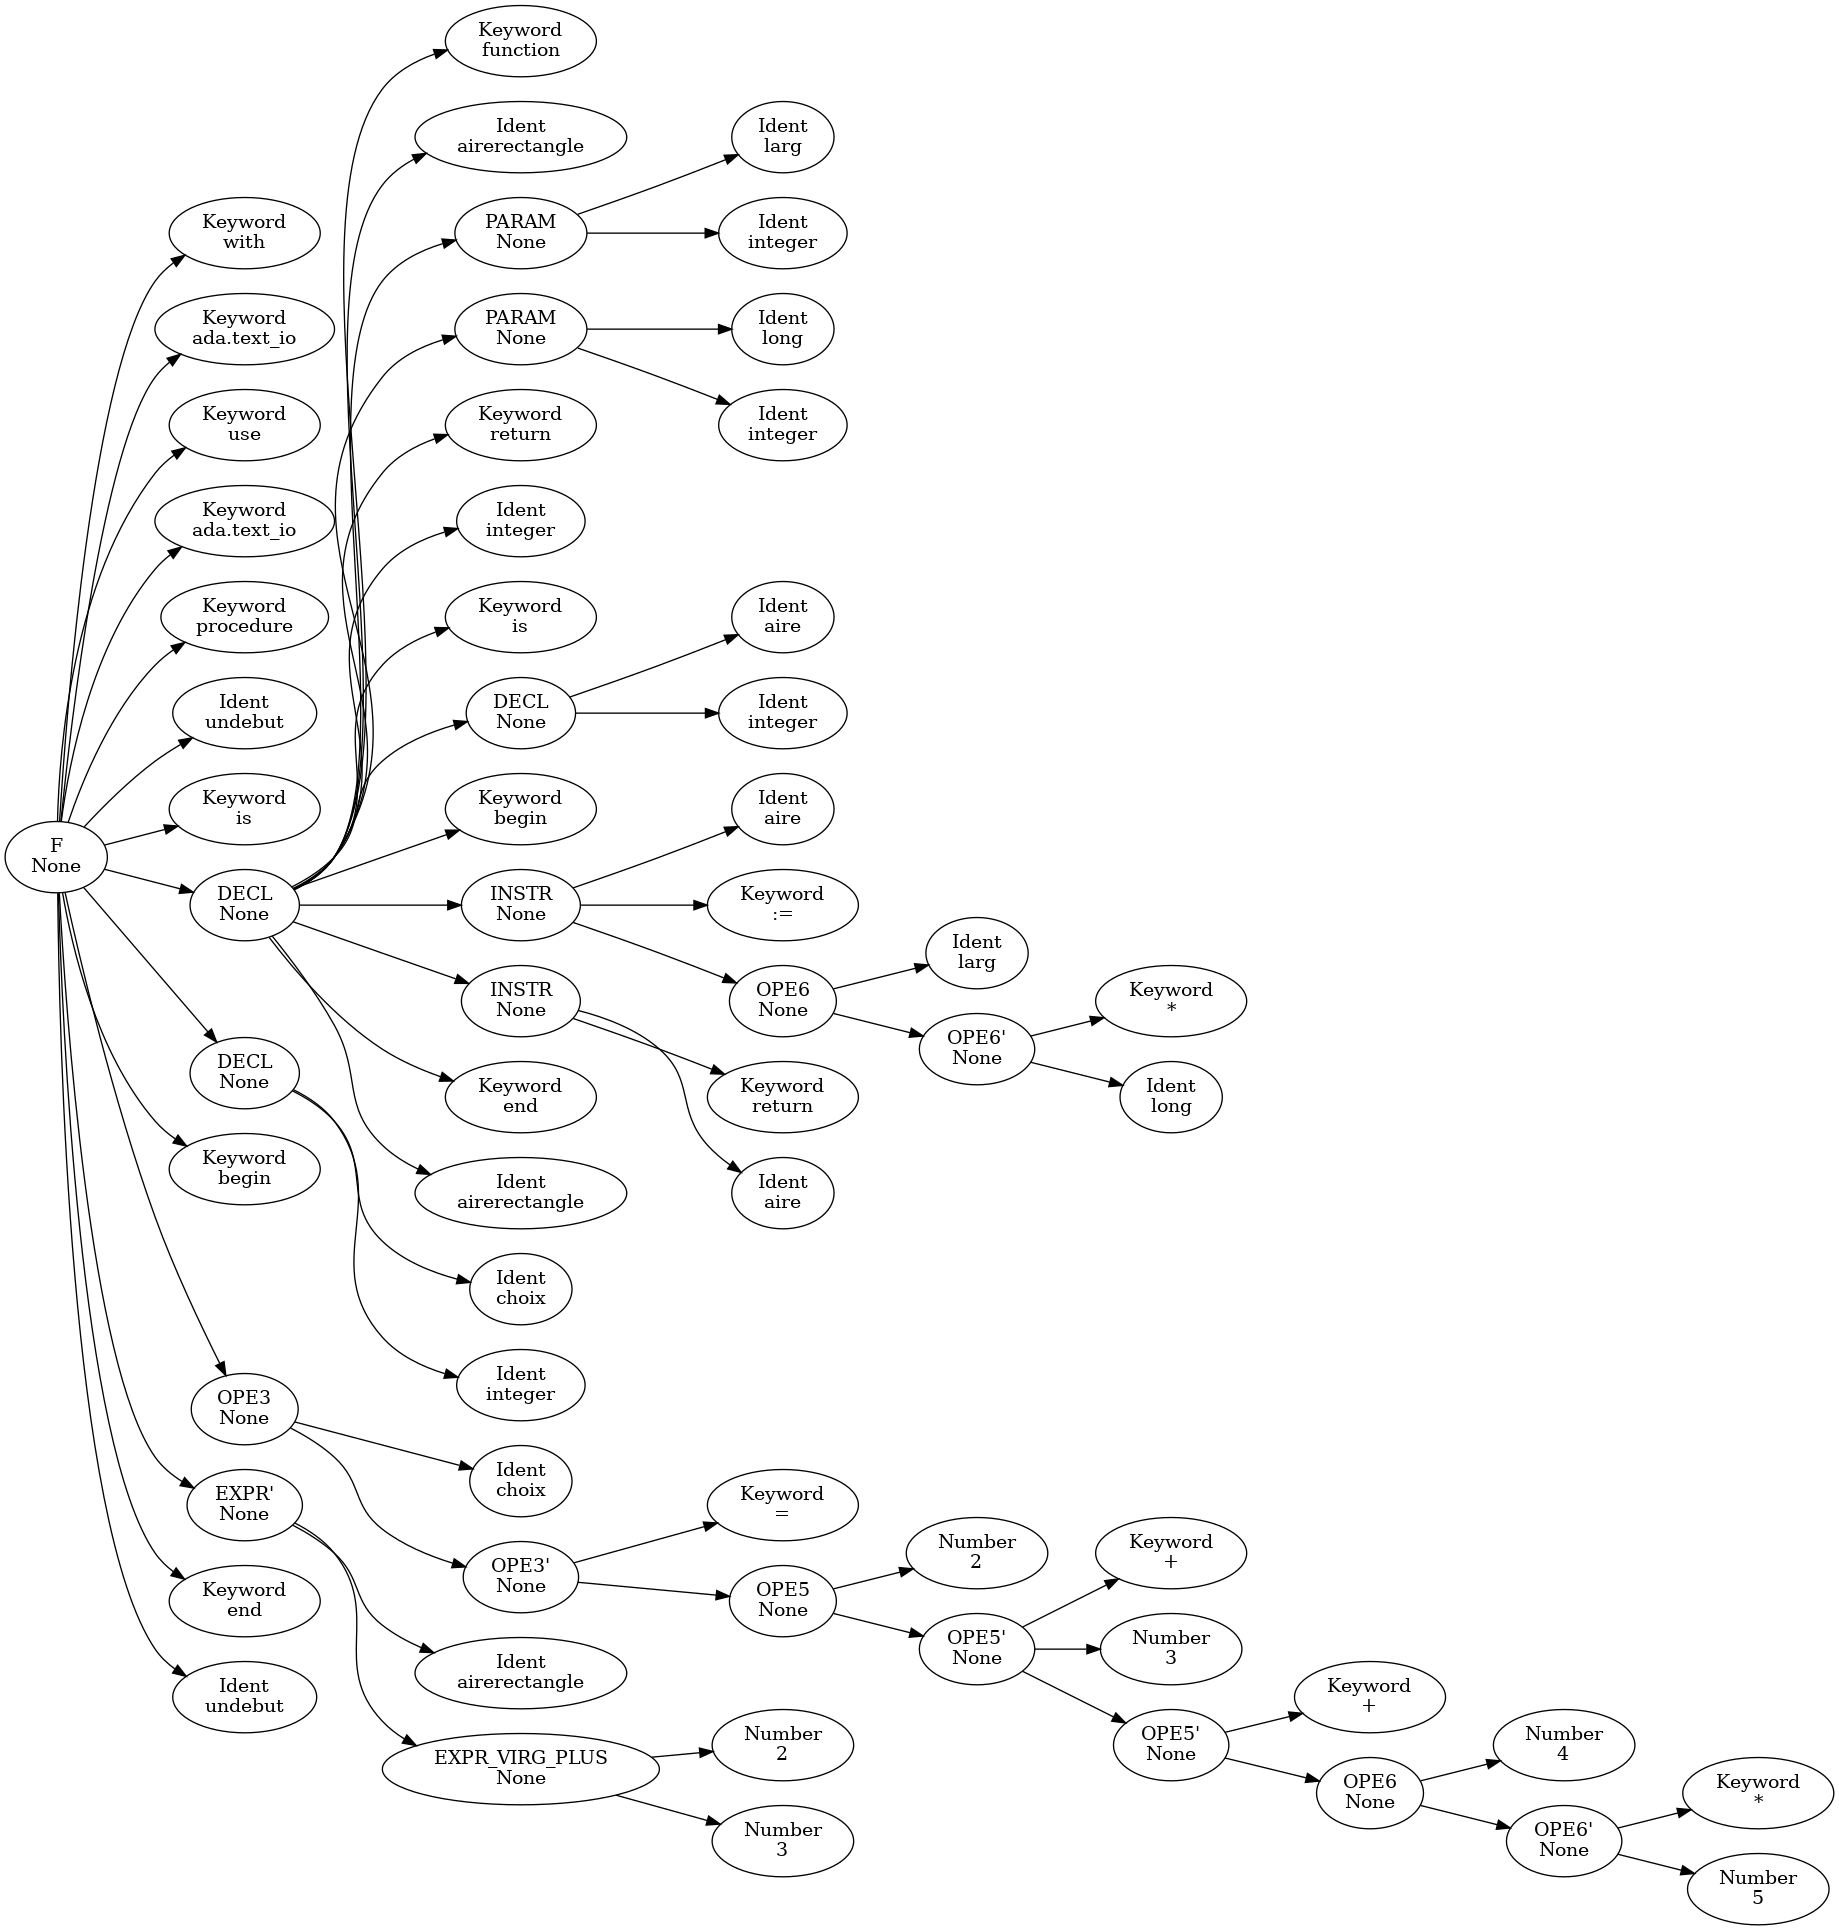 F
None
Keyword
with
Keyword
ada.text_io
Keyword
use
Keyword
ada.text_io
Keyword
procedure
Ident
undebut
Keyword
is
DECL
None
DECL
None
Keyword
begin
OPE3
None
EXPR'
None
Keyword
end
Ident
undebut
Keyword
function
Ident
airerectangle
PARAM
None
PARAM
None
Keyword
return
Ident
integer
Keyword
is
DECL
None
Keyword
begin
INSTR
None
INSTR
None
Keyword
end
Ident
airerectangle
Ident
choix
Ident
integer
Ident
choix
OPE3'
None
Ident
airerectangle
EXPR_VIRG_PLUS
None
Ident
larg
Ident
integer
Ident
long
Ident
integer
Ident
aire
Ident
integer
Ident
aire
Keyword
:=
OPE6
None
Keyword
return
Ident
aire
Keyword
=
OPE5
None
Number
2
Number
3
Ident
larg
OPE6'
None
Number
2
OPE5'
None
Keyword
*
Ident
long
Keyword
+
Number
3
OPE5'
None
Keyword
+
OPE6
None
Number
4
OPE6'
None
Keyword
*
Number
5